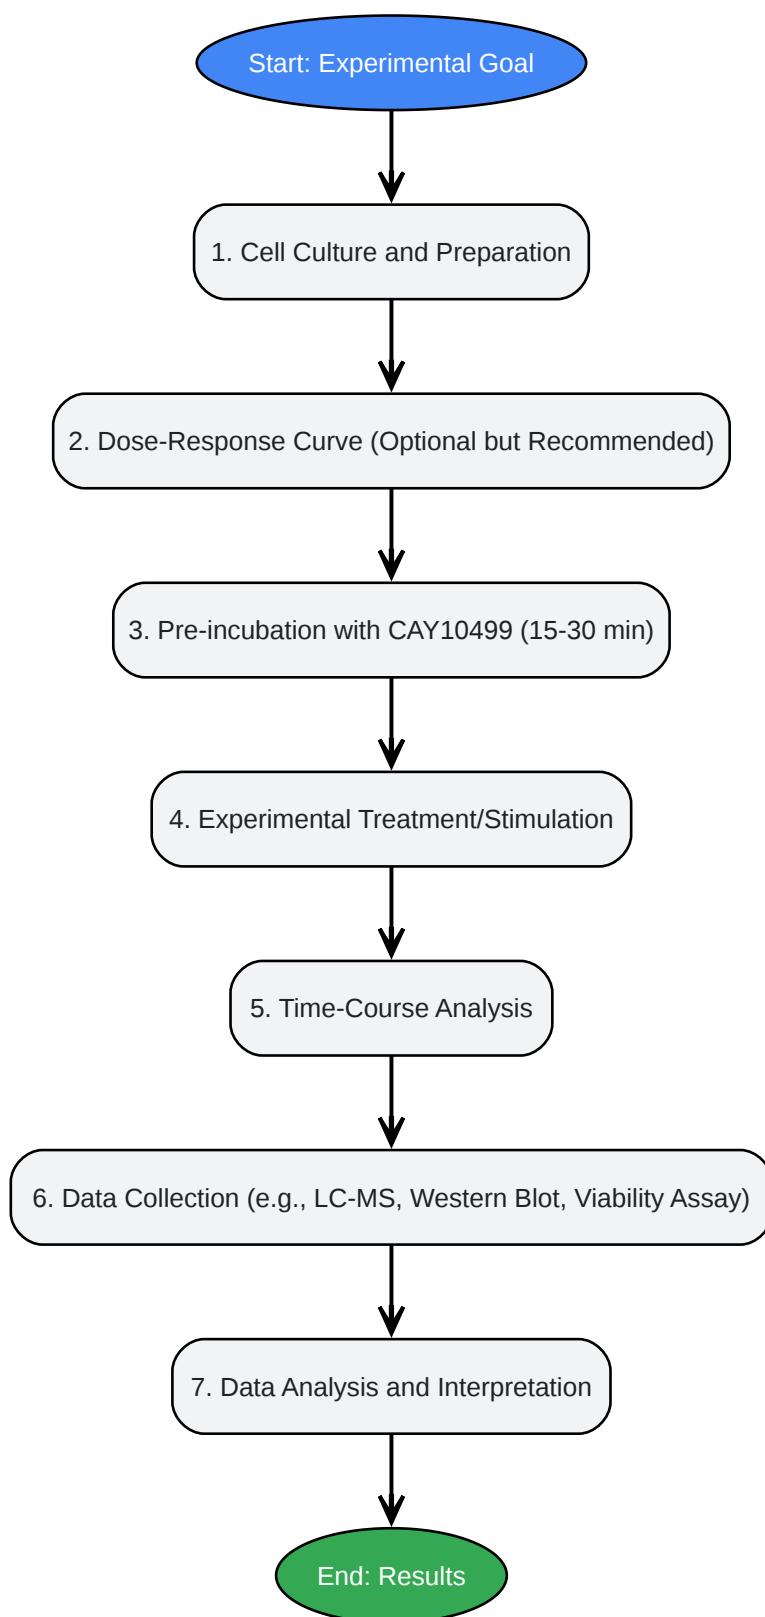 Start: Experimental Goal
1. Cell Culture and Preparation
2. Dose-Response Curve (Optional but Recommended)
3. Pre-incubation with CAY10499 (15-30 min)
4. Experimental Treatment/Stimulation
5. Time-Course Analysis
6. Data Collection (e.g., LC-MS, Western Blot, Viability Assay)
7. Data Analysis and Interpretation
End: Results